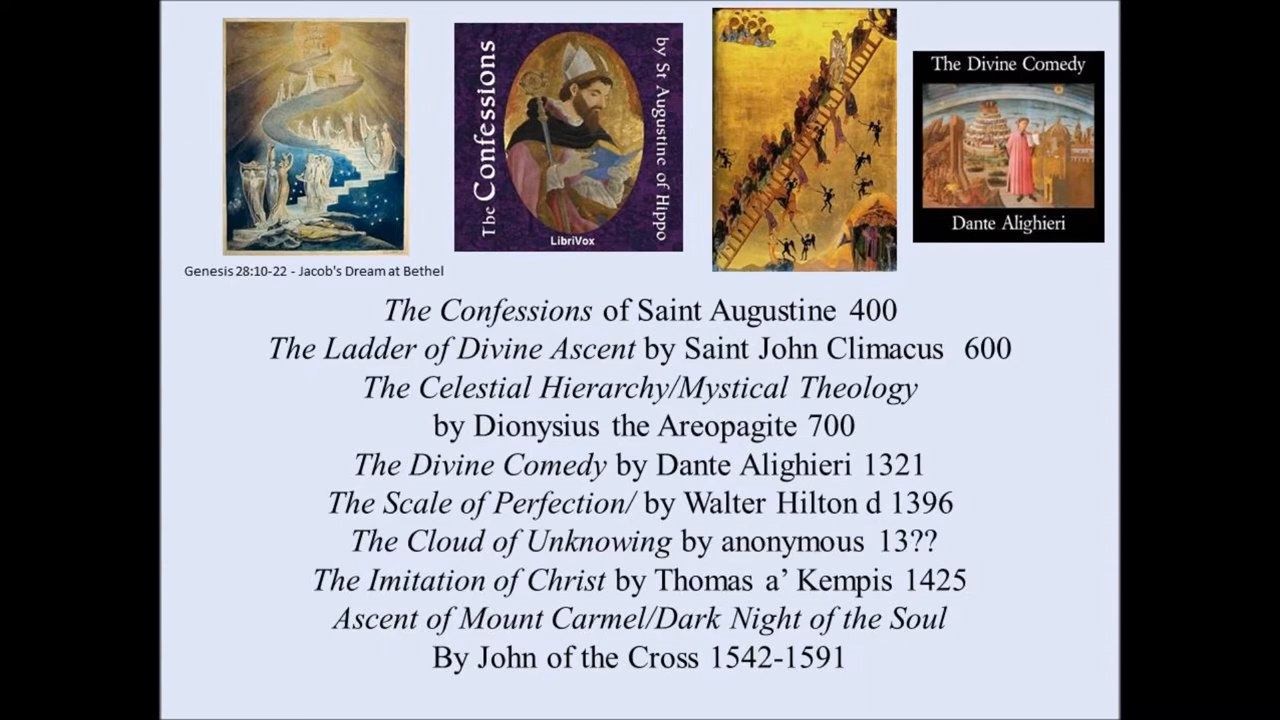 The Confessions
by St Augustine of Hippo
LibriVox
The Divine Comedy
Dante Alighieri
Genesis 28:10-22 - Jacob's Dream at Bethel
The Confessions of Saint Augustine 400
The Ladder of Divine Ascent by Saint John Climacus 600
The Celestial Hierarchy/Mystical Theology
by Dionysius the Areopagite 700
The Divine Comedy by Dante Alighieri 1321
The Scale of Perfection/ by Walter Hilton d 1396
The Cloud of Unknowing by anonymous 13??
The Imitation of Christ by Thomas a’ Kempis 1425
Ascent of Mount Carmel/Dark Night of the Soul
By John of the Cross 1542-1591